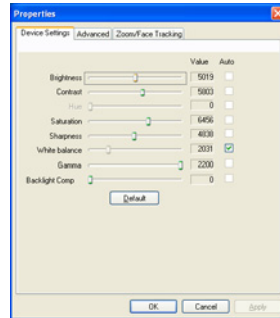 Properties
Device Settings Advanced Zoom/Face Tracking
Value Auto
Brightness 5019
Contrast 5803
Hue 0
Saturation 6456
Sharpness 4838
White balance 2031
Gamma 2200
Backlight Comp 0
Default
OK Cancel Apply